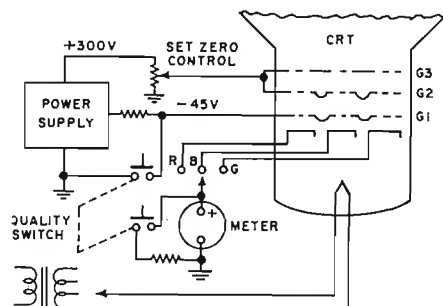 +300V
SET ZERO
CONTROL
CRT
G3
G2
POWER
SUPPLY
-45V
G1
R B G
QUALITY
SWITCH
+
METER